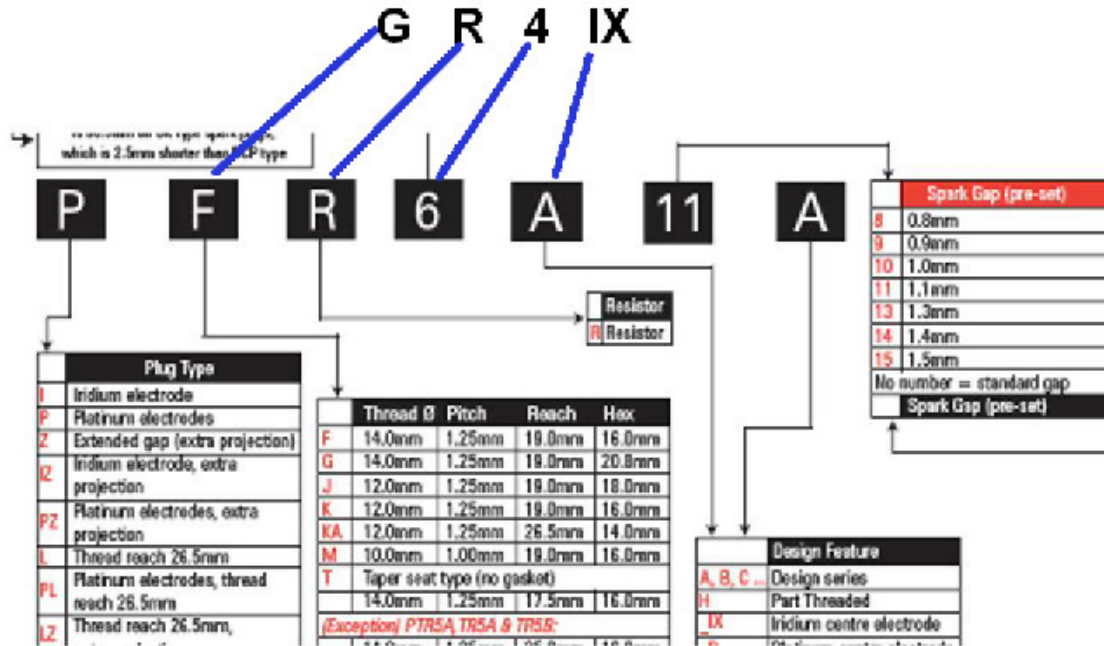 G R 4 IX
which is 2.5mm shorter than BCP type
P F R 6 A 11 A
Spark Gap (pre-set)
8 0.8mm
9 0.9mm
10 1.0mm
11 1.1mm
13 1.3mm
14 1.4mm
15 1.5mm
No number = standard gap
Spark Gap (pre-set)
Resistor
R Resistor
Plug Type
I Iridium electrode
P Platinum electrodes
Z Extended gap (extra projection)
IZ Iridium electrode, extra
projection
PZ Platinum electrodes, extra
projection
L Thread reach 26.5mm
PL Platinum electrodes, thread
reach 26.5mm
LZ Thread reach 26.5mm,
Thread Ø Pitch Reach Hex
F 14.0mm 1.25mm 19.0mm 16.0mm
G 14.0mm 1.25mm 19.0mm 20.8mm
J 12.0mm 1.25mm 19.0mm 18.0mm
K 12.0mm 1.25mm 19.0mm 16.0mm
KA 12.0mm 1.25mm 26.5mm 14.0mm
M 10.0mm 1.00mm 19.0mm 16.0mm
T Taper seat type (no gasket)
14.0mm 1.25mm 17.5mm 16.0mm
(Exception) PTR5A, TR5A & TR5B:
Design Feature
A, B, C ... Design series
H Part Threaded
_IX Iridium centre electrode